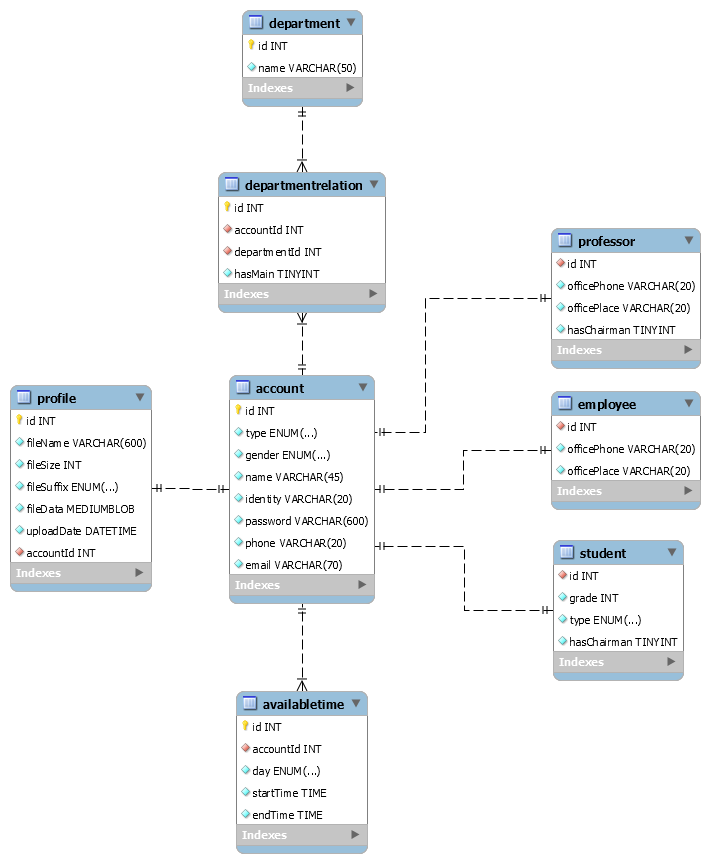 department
id INT
name VARCHAR(50)
Indexes
departmentrelation
id INT
accountId INT
departmentId INT
hasMain TINYINT
Indexes
professor
id INT
officePhone VARCHAR(20)
officePlace VARCHAR(20)
hasChairman TINYINT
Indexes
profile
id INT
fileName VARCHAR(600)
fileSize INT
fileSuffix ENUM(...)
fileData MEDIUMBLOB
uploadDate DATETIME
accountId INT
Indexes
account
id INT
type ENUM(...)
gender ENUM(...)
name VARCHAR(45)
identity VARCHAR(20)
password VARCHAR(600)
phone VARCHAR(20)
email VARCHAR(70)
Indexes
employee
id INT
officePhone VARCHAR(20)
officePlace VARCHAR(20)
Indexes
student
id INT
grade INT
type ENUM(...)
hasChairman TINYINT
Indexes
availabletime
id INT
accountId INT
day ENUM(...)
startTime TIME
endTime TIME
Indexes